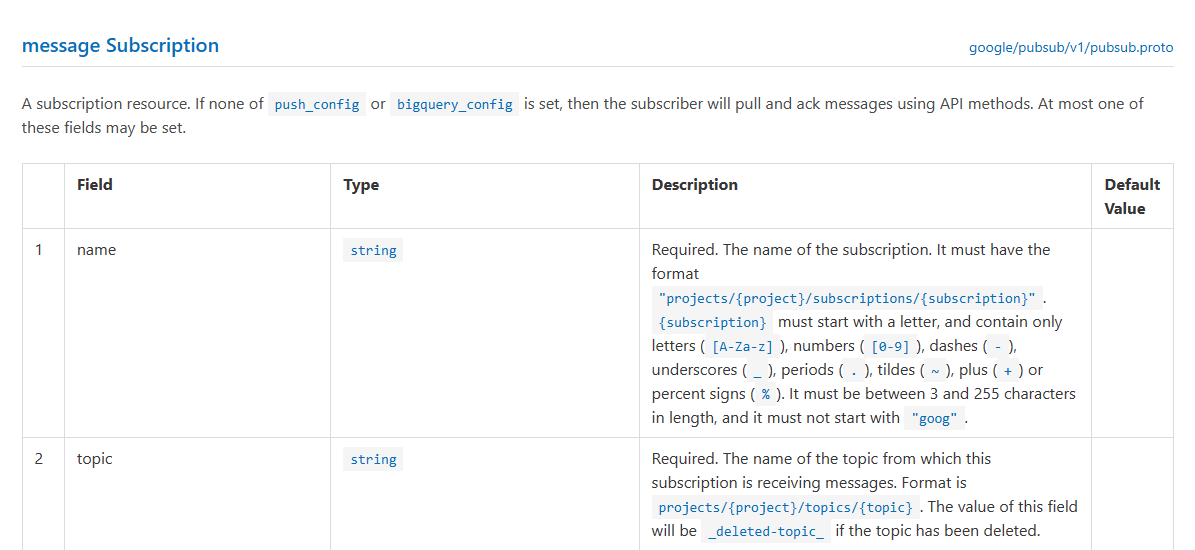 message Subscription
google/pubsub/v1/pubsub.proto
A subscription resource. If none of push_config or bigquery_config is set, then the subscriber will pull and ack messages using API methods. At most one of
these fields may be set.
Field Type Description Default
Value
1 name string Required. The name of the subscription. It must have the
format
"projects/{project}/subscriptions/{subscription}" .
{subscription} must start with a letter, and contain only
letters ( [A-Za-z] ), numbers ( [0-9] ), dashes ( - ),
underscores ( _ ), periods ( . ), tildes ( ~ ), plus ( + ) or
percent signs ( % ). It must be between 3 and 255 characters
in length, and it must not start with "goog" .
2 topic string Required. The name of the topic from which this
subscription is receiving messages. Format is
projects/{project}/topics/{topic} . The value of this field
will be _deleted-topic_ if the topic has been deleted.